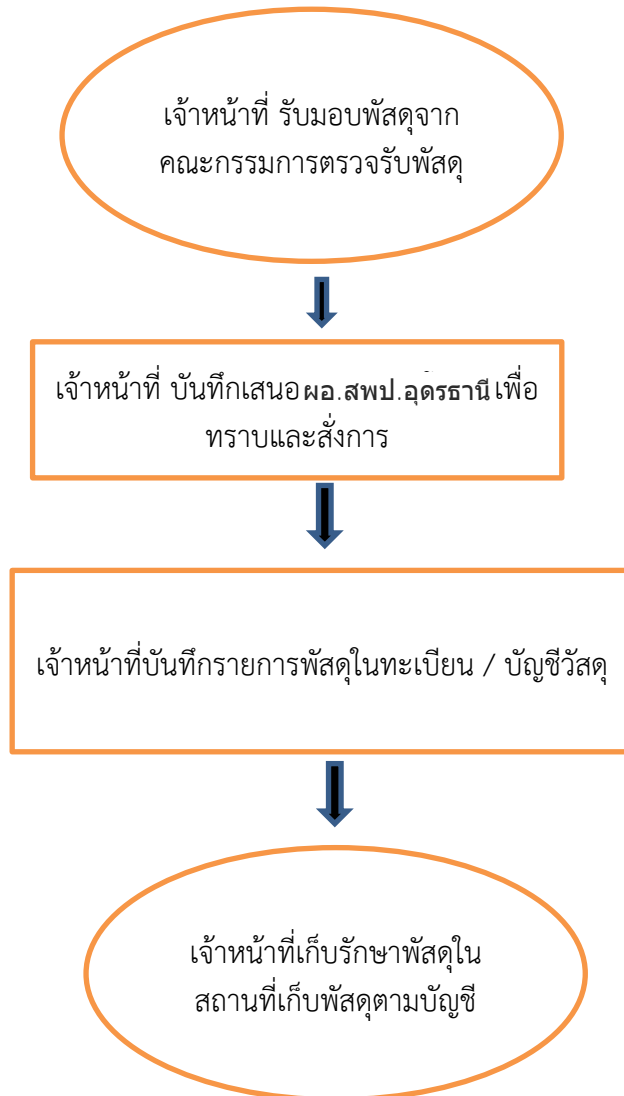 เจ้าหน้าที่ รับมอบพัสดุจาก
คณะกรรมการตรวจรับพัสดุ
เจ้าหน้าที่ บันทึกเสนอผอ.สพป.อุดรธานีเพื่อ
ทราบและสั่งการ
เจ้าหน้าที่บันทึกรายการพัสดุในทะเบียน / บัญชีวัสดุ
เจ้าหน้าที่เก็บรักษาพัสดุใน
สถานที่เก็บพัสดุตามบัญชี